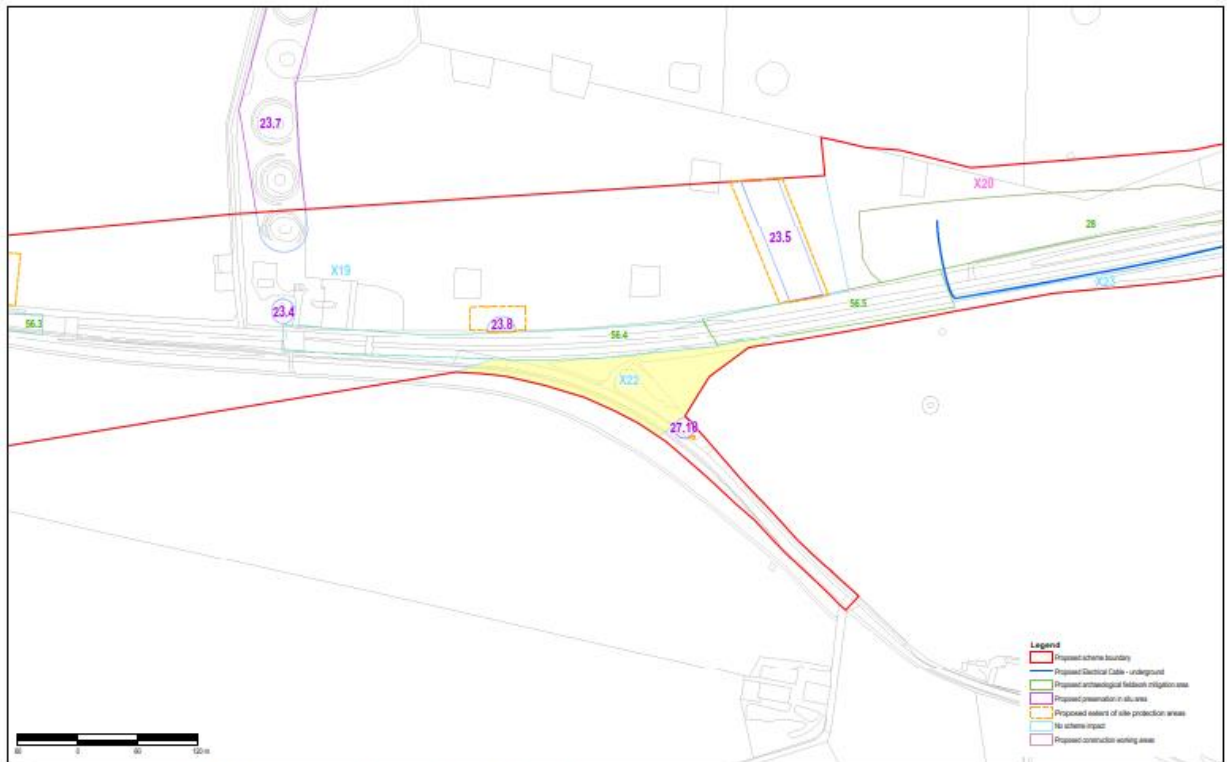 23.7
X20
23.5
28
X19
X23
23.4
56.5
56.3
23.8
56.4
X22
27.18
Legend
Proposed scheme boundary
Proposed Electrical Cable - underground
Proposed archaeological fieldwork mitigation area
Proposed preservation in situ area
Proposed extent of site protection areas
No scheme impact
Proposed construction working areas
60 0 60 120 m